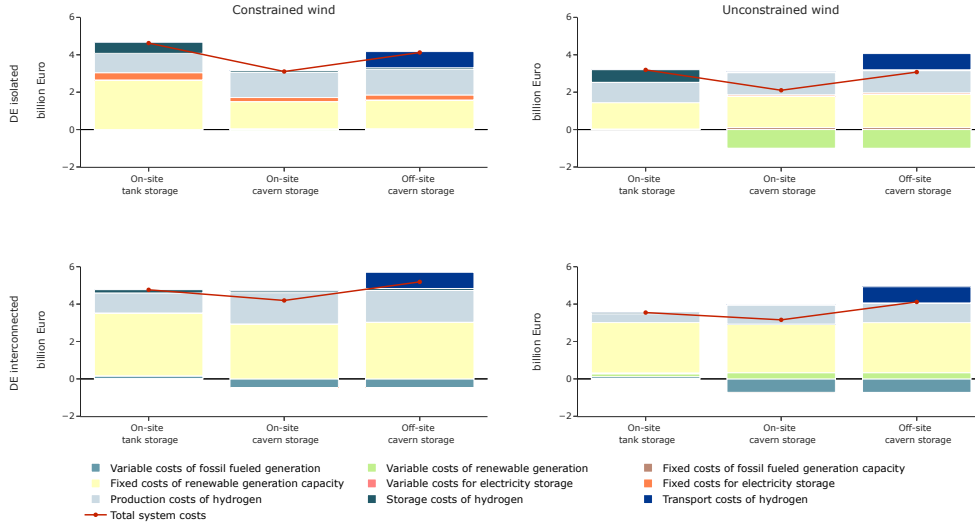 Constrained wind
Unconstrained wind
DE isolated
billion Euro
6
4
2
0
−2
On-site
tank storage
On-site
cavern storage
Off-site
cavern storage
billion Euro
6
4
2
0
−2
On-site
tank storage
On-site
cavern storage
Off-site
cavern storage
DE interconnected
billion Euro
6
4
2
0
−2
On-site
tank storage
On-site
cavern storage
On-site
cavern storage
billion Euro
6
4
2
0
−2
On-site
tank storage
On-site
cavern storage
Off-site
cavern storage
Variable costs of fossil fueled generation
Variable costs of renewable generation
Fixed costs of fossil fueled generation capacity
Fixed costs of renewable generation capacity
Variable costs for electricity storage
Fixed costs for electricity storage
Production costs of hydrogen
Storage costs of hydrogen
Transport costs of hydrogen
Total system costs